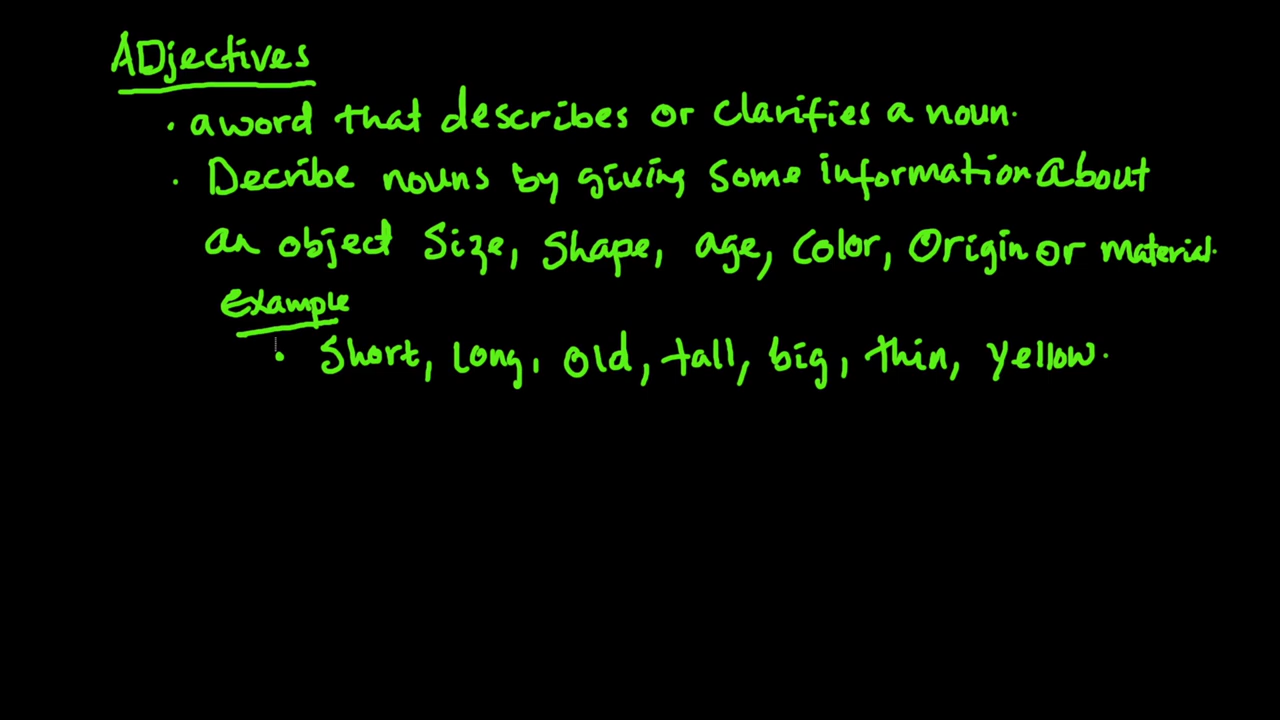 ADjectives
. a word that describes or Clarifies a noun.
. Decribe nouns by giving Some information About
an object Size, Shape, age, Color, Origin or material.
Example
. Short, Long, Old, tall, big, thin, yellow.